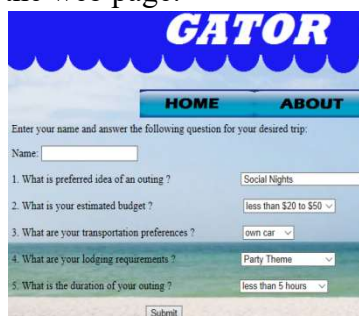 the web page.
GATOR
HOME ABOUT
Enter your name and answer the following question for your desired trip:
Name:
1. What is preferred idea of an outing ? Social Nights
2. What is your estimated budget ? less than $20 to $50
3. What are your transportation preferences ? own car
4. What are your lodging requirements ? Party Theme
5. What is the duration of your outing ? less than 5 hours
Submit